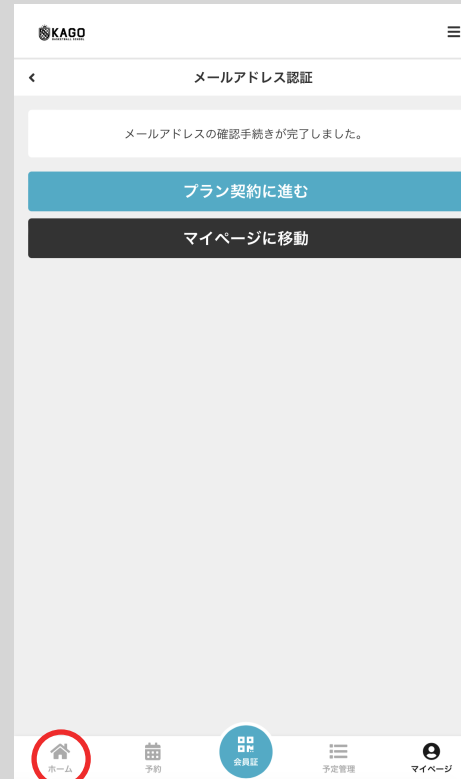 KAGO
メールアドレス認証
メールアドレスの確認手続きが完了しました。
プラン契約に進む
マイページに移動
ホーム
予約
会員証
予定管理
マイページ